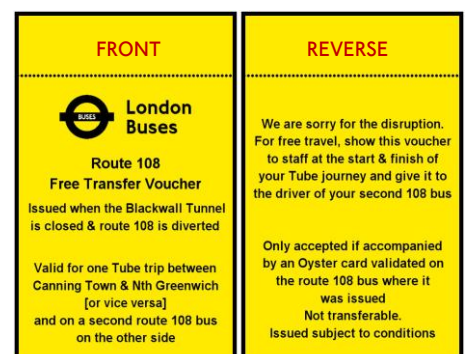 FRONT
BUSES
London
Buses
Route 108
Free Transfer Voucher
Issued when the Blackwall Tunnel
is closed & route 108 is diverted
Valid for one Tube trip between
Canning Town & Nth Greenwich
[or vice versa]
and on a second route 108 bus
on the other side
REVERSE
We are sorry for the disruption.
For free travel, show this voucher
to staff at the start & finish of
your Tube journey and give it to
the driver of your second 108 bus
Only accepted if accompanied
by an Oyster card validated on
the route 108 bus where it
was issued
Not transferable.
Issued subject to conditions